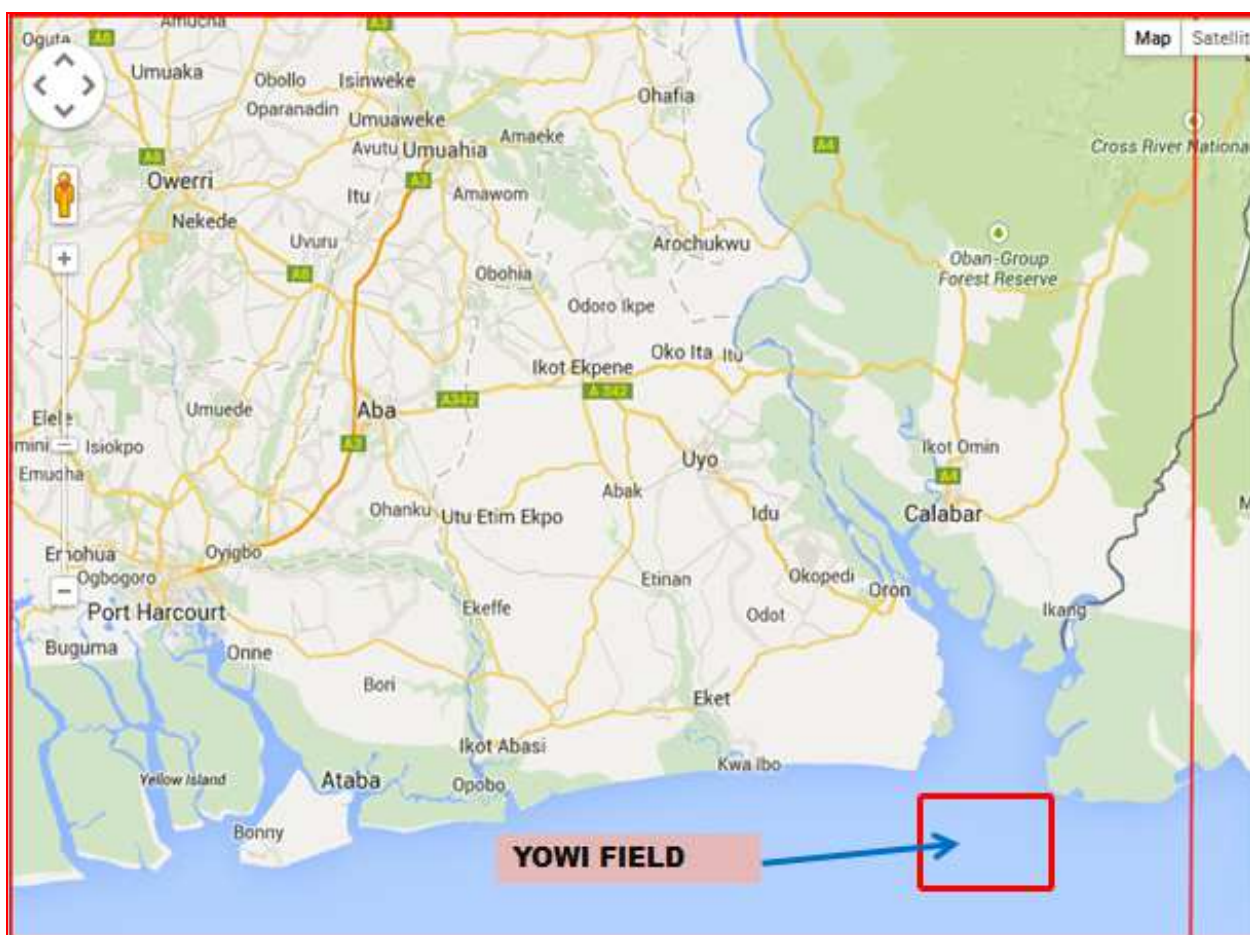 Amucha
Oguta A6 A3 Map Satellit
Umuaka Obollo Isinweke
Oparanadin Ohafia
Umuaweke
Avutu Umuahia Amaeke A4
Cross River Nationa
A6
Owerri A3
Itu Amawom
Nekede
Uvuru Arochukwu
Oban-Group
Forest Reserve
A6 Obohia
Odoro Ikpe
Oko Ita Itu
Ikot Ekpene
A342 A 342
Umuede Aba
Elele
mini Isiokpo A3 Ikot Omin
Emudha Uyo
A4
Abak
Ohanku Utu Etim Ekpo Idu Calabar
M
Emohua Oyigbo
Ogbogoro Etinan Okopedi Oron
Port Harcourt Ekeffe Odot Ikang
Buguma Onne
Bori Eket
Ikot Abasi
Yellow Island Ataba Opobo Kwa Ibo
Bonny
YOWI FIELD